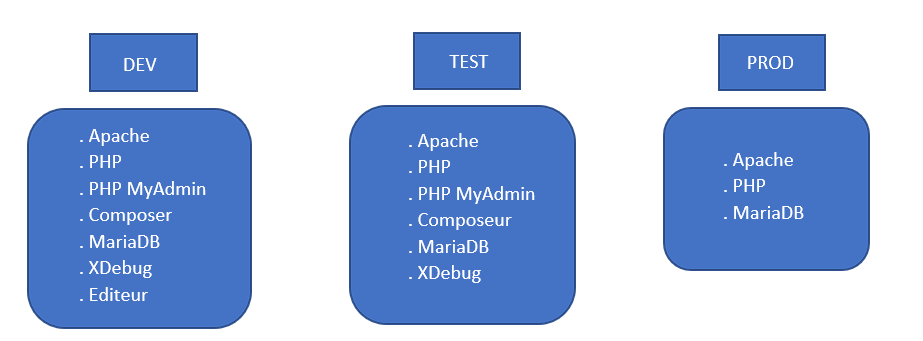 DEV
. Apache
. PHP
. PHP MyAdmin
. Composer
. MariaDB
. XDebug
. Editeur
TEST
. Apache
. PHP
. PHP MyAdmin
. Composeur
. MariaDB
. XDebug
PROD
. Apache
. PHP
. MariaDB